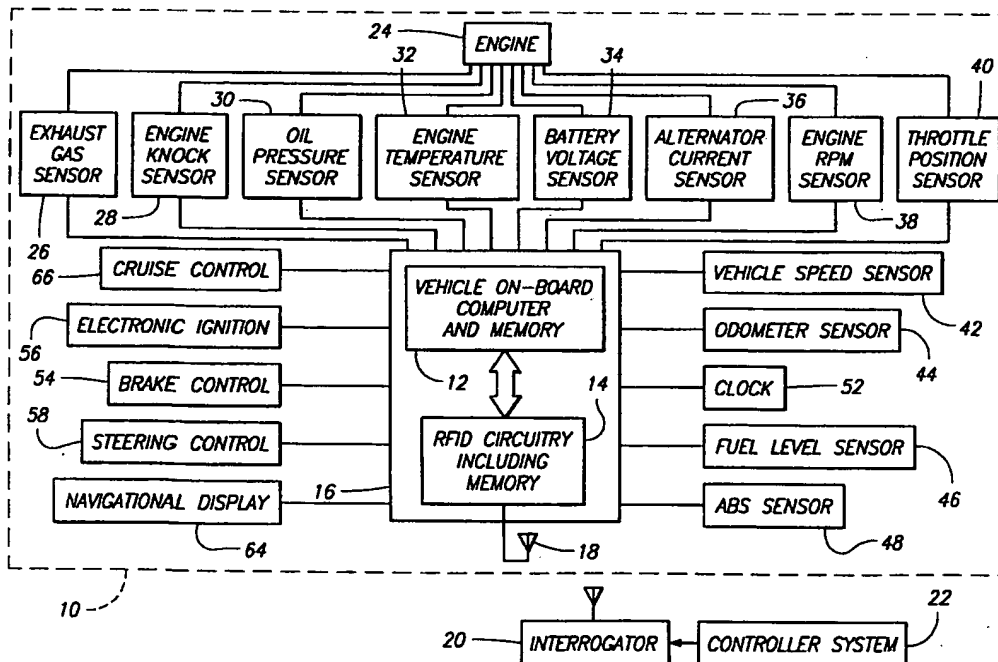 24
ENGINE
32
34
40
30
36
EXHAUST
GAS
SENSOR
ENGINE
KNOCK
SENSOR
OIL
PRESSURE
SENSOR
ENGINE
TEMPERATURE
SENSOR
BATTERY
VOLTAGE
SENSOR
ALTERNATOR
CURRENT
SENSOR
ENGINE
RPM
SENSOR
THROTTLE
POSITION
SENSOR
26
28
38
66
CRUISE CONTROL
VEHICLE ON-BOARD
COMPUTER
AND MEMORY
VEHICLE SPEED SENSOR
42
ELECTRONIC IGNITION
56
ODOMETER SENSOR
44
54
BRAKE CONTROL
12
14
CLOCK
52
58
STEERING CONTROL
RFID CIRCUITRY
INCLUDING
MEMORY
FUEL LEVEL SENSOR
46
16
NAVIGATIONAL DISPLAY
64
ABS SENSOR
48
18
10
20
INTERROGATOR
CONTROLLER SYSTEM
22